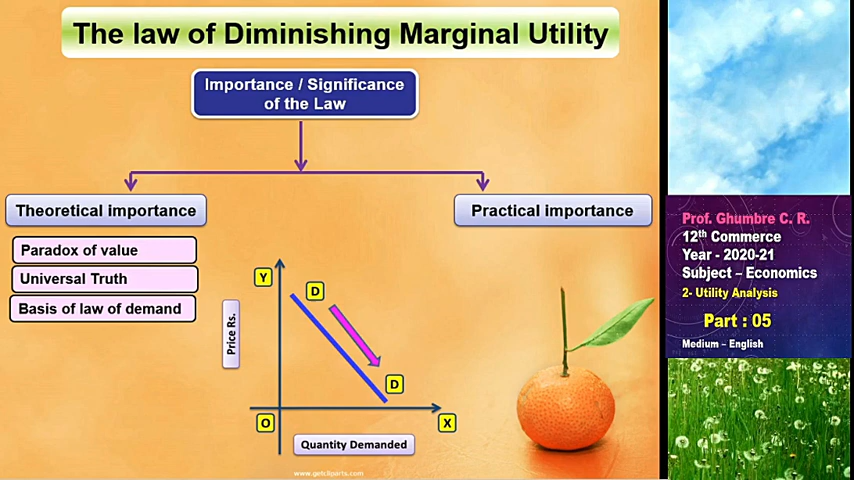 The law of Diminishing Marginal Utility
Importance / Significance
of the Law
Theoretical importance
Practical importance
Paradox of value
Universal Truth
Basis of law of demand
Y
D
Price Rs.
D
O
X
Quantity Demanded
www.getcliparts.com
Prof. Ghumbre C. R.
12th Commerce
Year - 2020-21
Subject – Economics
2- Utility Analysis
Part : 05
Medium – English